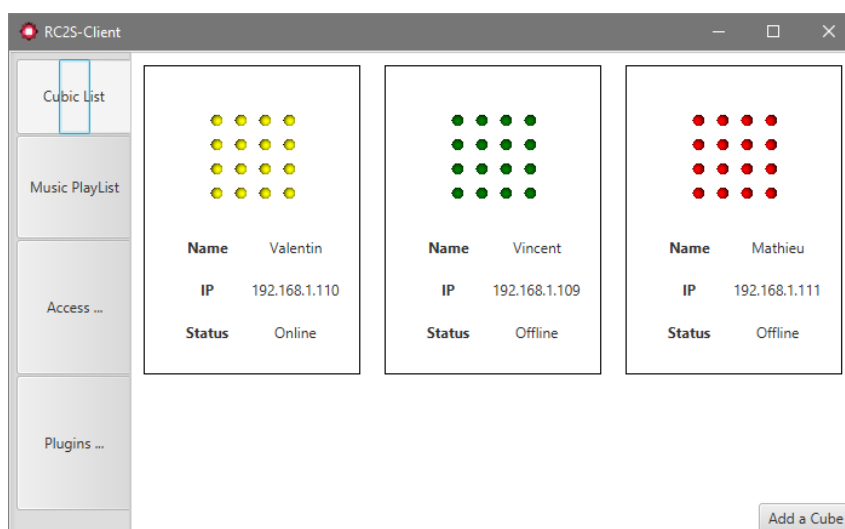 RC2S-Client
Cubic List
Music PlayList
Access ...
Plugins ...
Name Valentin
IP 192.168.1.110
Status Online
Name Vincent
IP 192.168.1.109
Status Offline
Name Mathieu
IP 192.168.1.111
Status Offline
Add a Cube